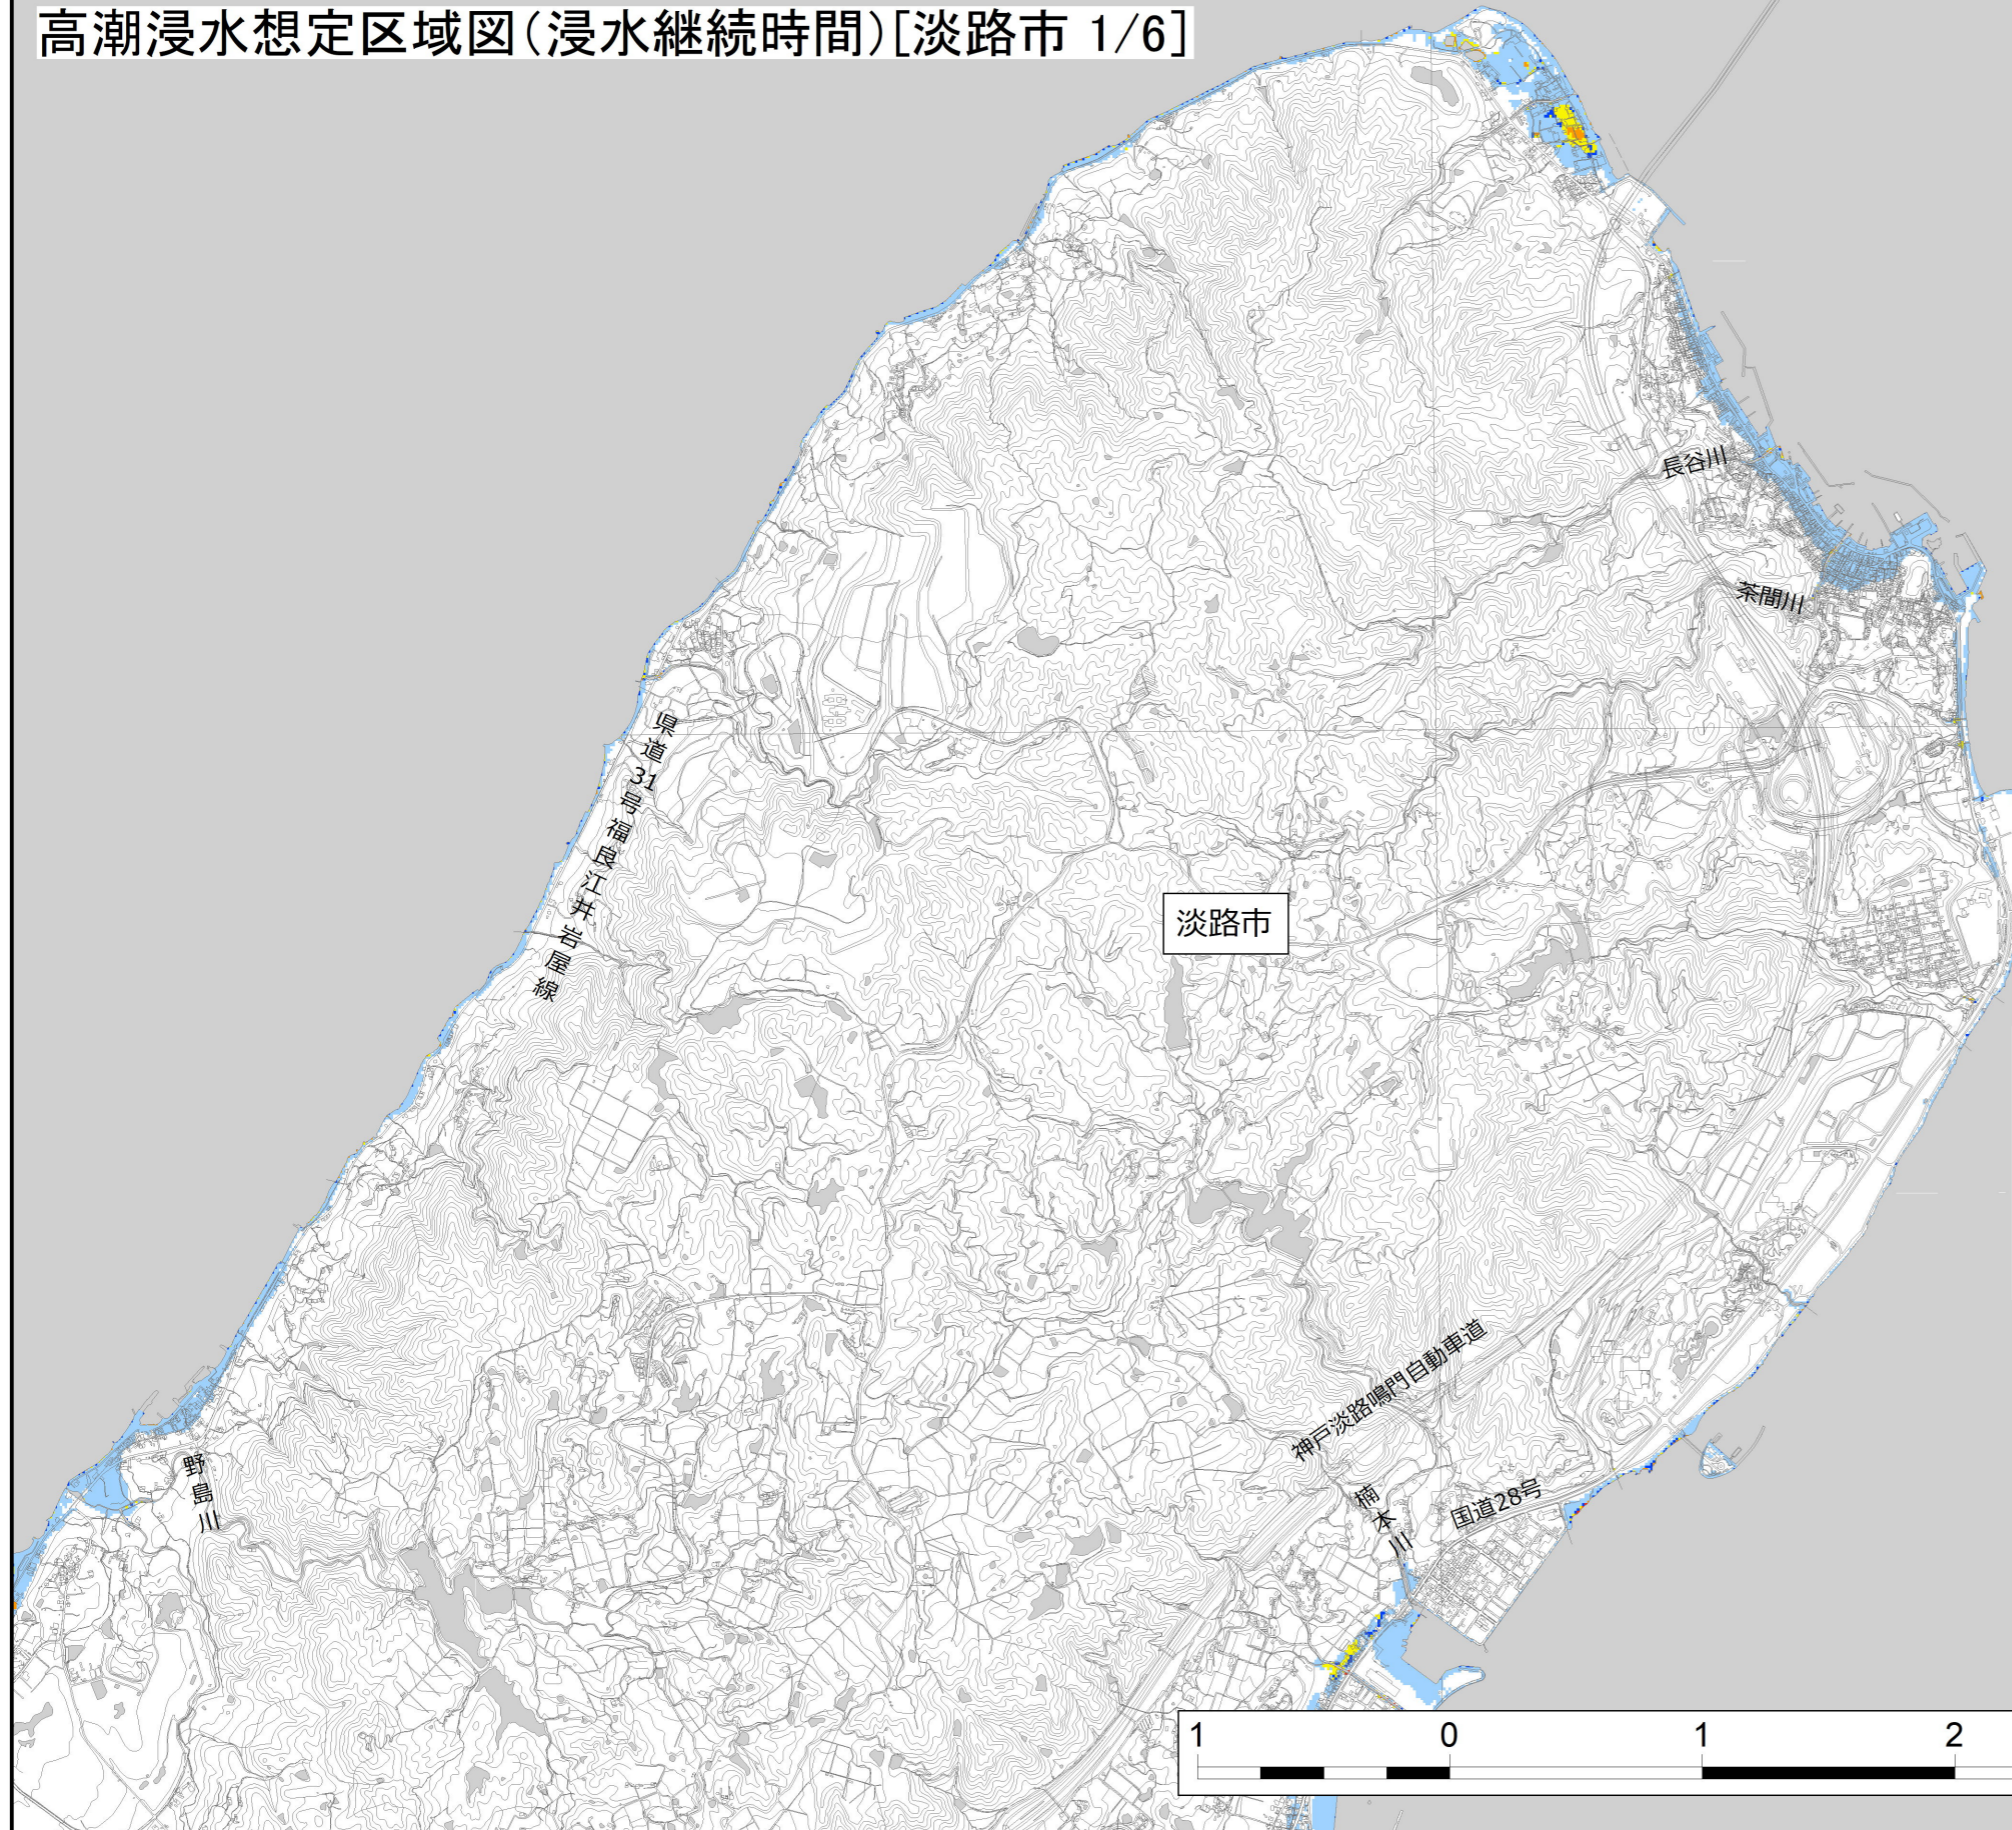 高潮浸水想定区域図(浸水継続時間)[淡路市 1/6]
長谷川
茶間川
県道31号福良江井岩屋線
淡路市
神戸淡路鳴門自動車道
楠本川
国道28号
野島川
1 0 1 2